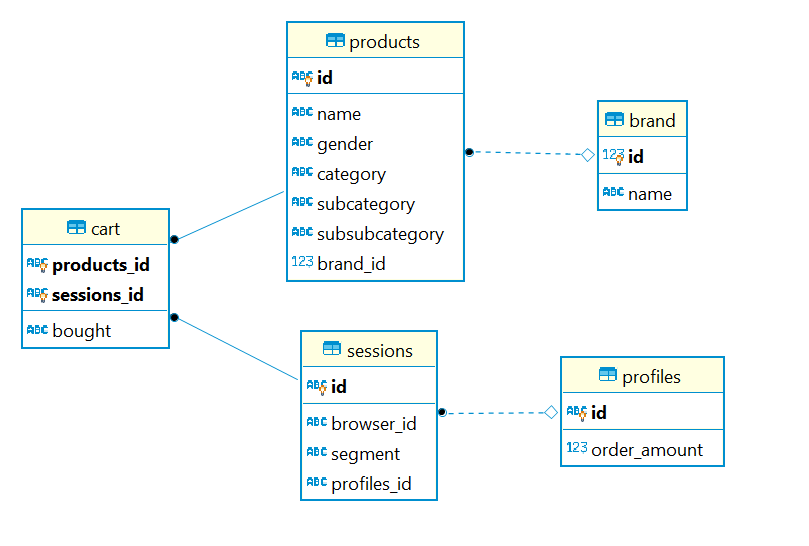 products
ABC id
ABC name
ABC gender
ABC category
ABC subcategory
ABC subsubcategory
123 brand_id
brand
123 id
ABC name
cart
ABC products_id
ABC sessions_id
ABC bought
sessions
ABC id
ABC browser_id
ABC segment
ABC profiles_id
profiles
ABC id
123 order_amount